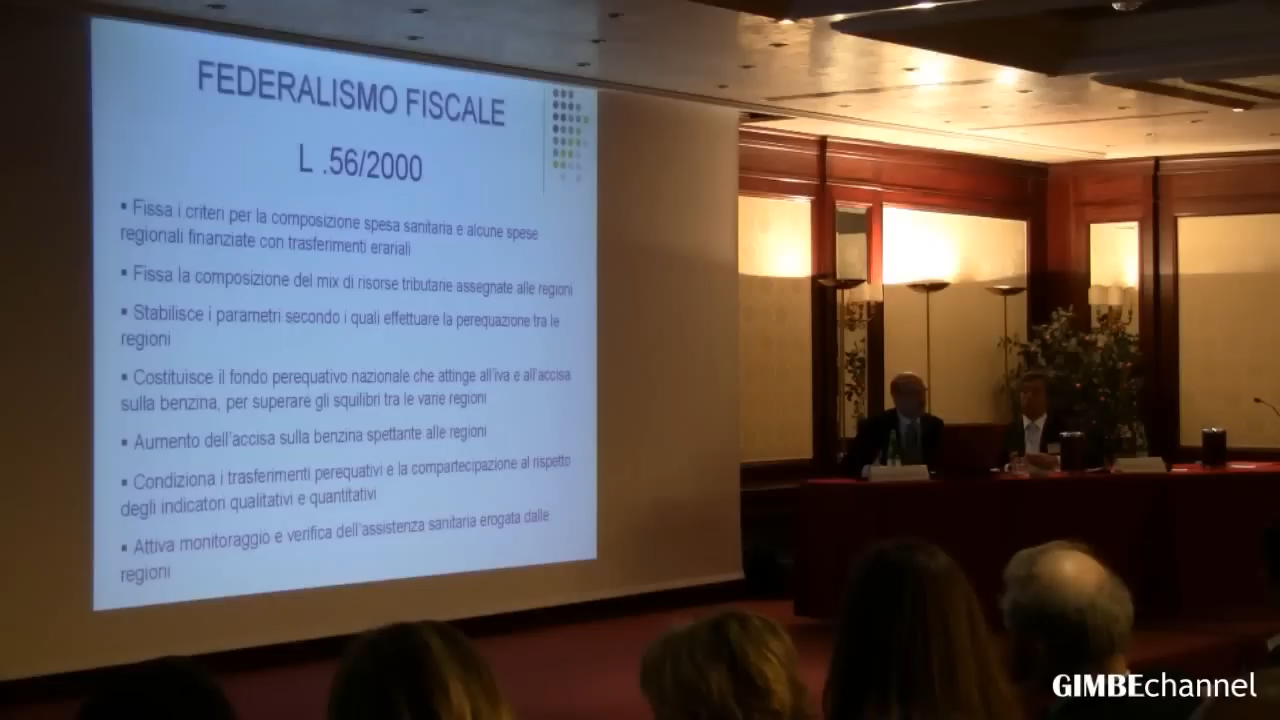 FEDERALISMO FISCALE
L .56/2000
▪ Fissa i criteri per la composizione spesa sanitaria e alcune spese
regionali finanziate con trasferimenti erariali
▪ Fissa la composizione del mix di risorse tributarie assegnate alle regioni
▪ Stabilisce i parametri secondo i quali effettuare la perequazione tra le
regioni
▪ Costituisce il fondo perequativo nazionale che attinge all'iva e all'accisa
sulla benzina, per superare gli squilibri tra le varie regioni
▪ Aumento dell'accisa sulla benzina spettante alle regioni
▪ Condiziona i trasferimenti perequativi e la compartecipazione al rispetto
degli indicatori qualitativi e quantitativi
▪ Attiva monitoraggio e verifica dell'assistenza sanitaria erogata dalle
regioni
GIMBEchannel